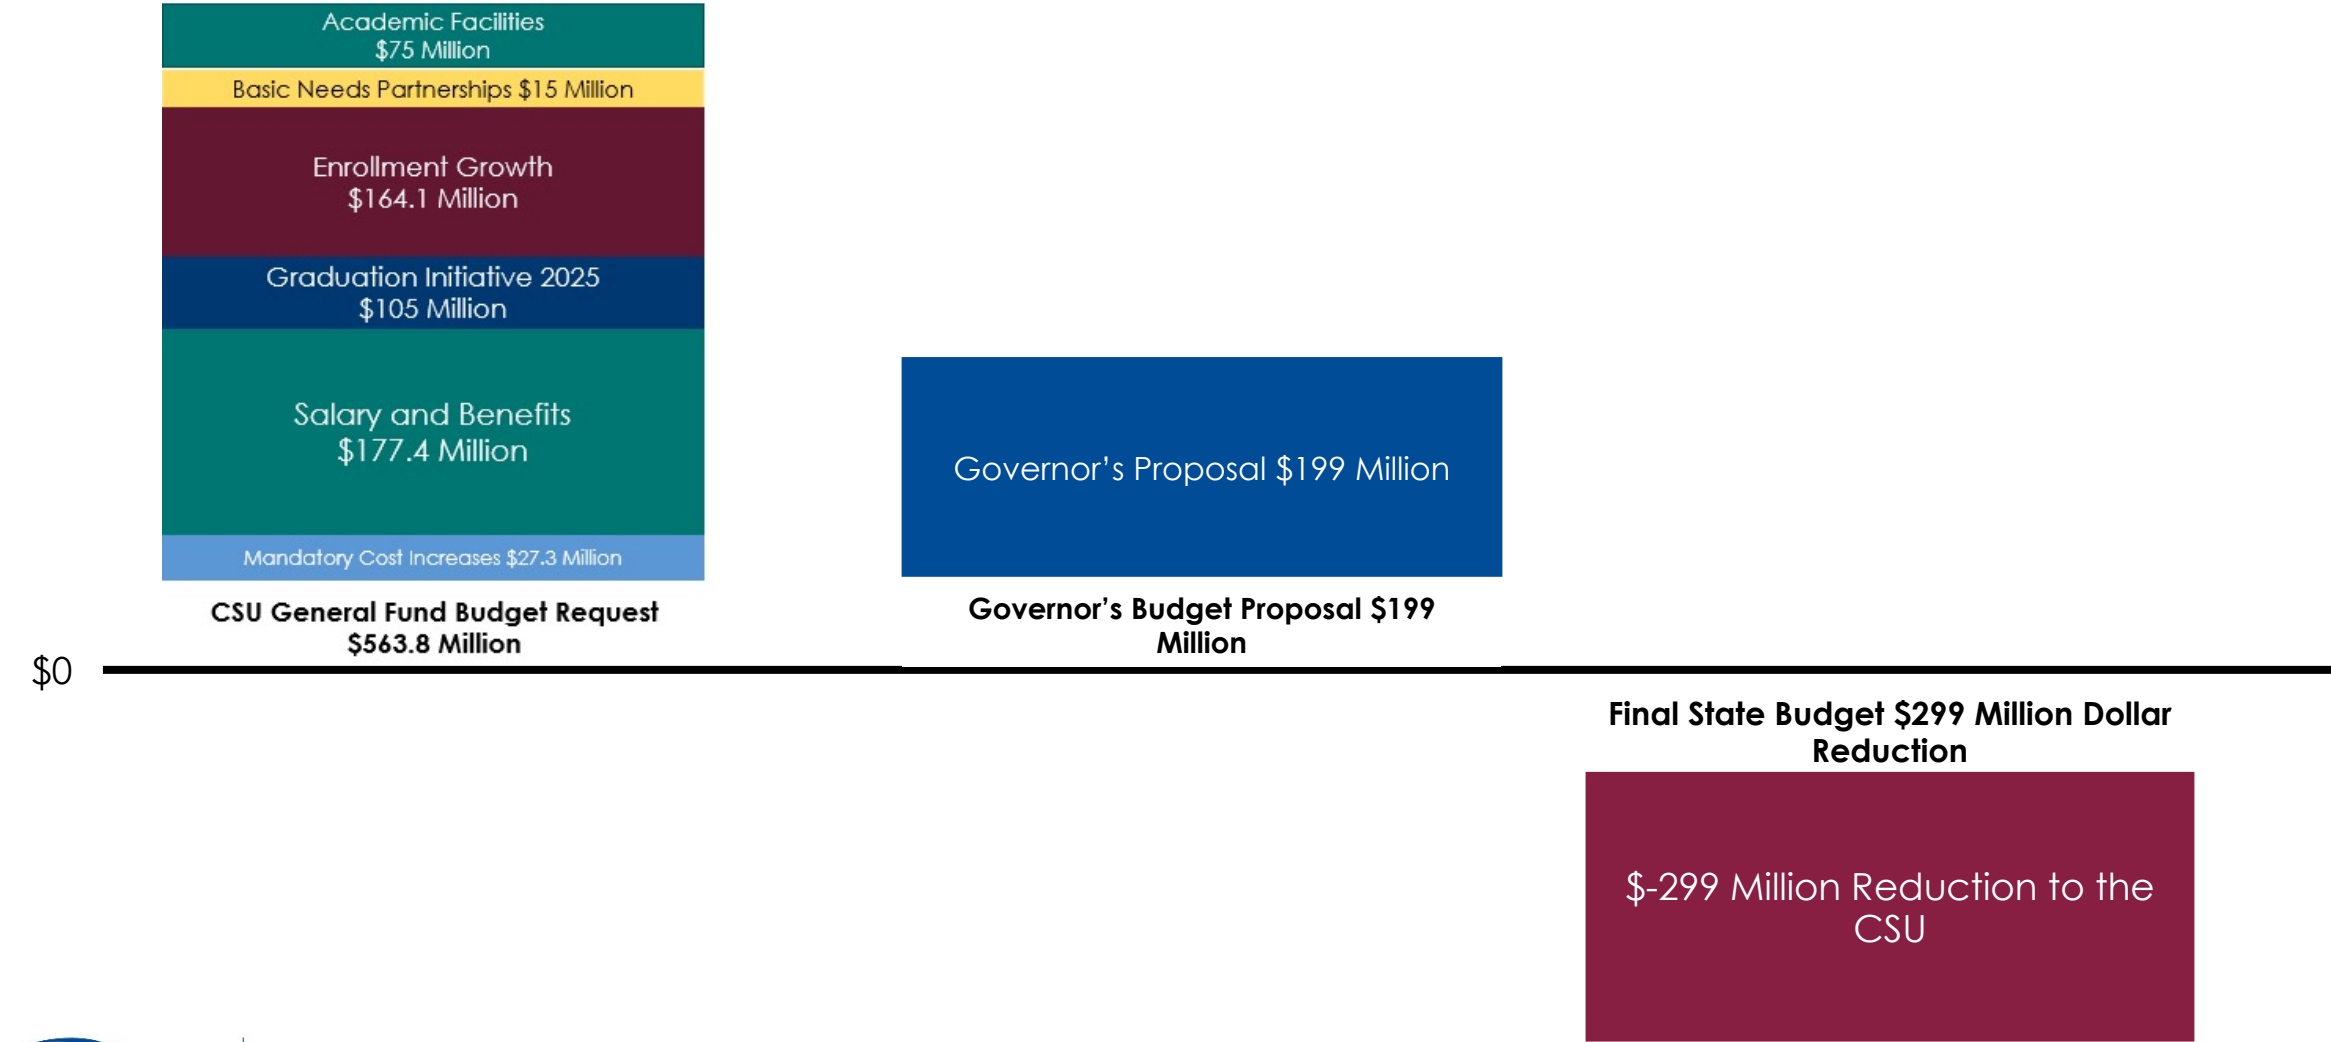 Academic Facilities
$75 Million
Basic Needs Partnerships $15 Million
Enrollment Growth
$164.1 Million
Graduation Initiative 2025
$105 Million
Salary and Benefits
$177.4 Million
Mandatory Cost Increases $27.3 Million
CSU General Fund Budget Request
$563.8 Million
Governor’s Proposal $199 Million
Governor’s Budget Proposal $199
Million
$0
Final State Budget $299 Million Dollar
Reduction
$-299 Million Reduction to the
CSU